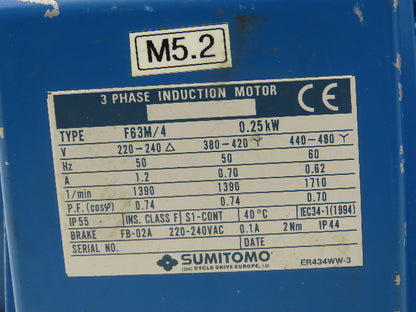 M5.2
3 PHASE INDUCTION MOTOR CE
TYPE F63M/4 0.25kW
V 220-240 △ 380-420 Y 440-480 Y
Hz 50 50 60
A 1.2 0.70 0.62
1/min 1390 1390 1710
P.F.(cosφ) 0.74 0.74 0.70
IP55 INS. CLASS F S1-CONT 40°C IEC34-1(1994)
BRAKE FB-02A 220-240VAC 0.1A 2Nm IP44
SERIAL NO. DATE
SUMITOMO
(SHI) CYCLO DRIVE EUROPE, Ltd. ER434WW-3